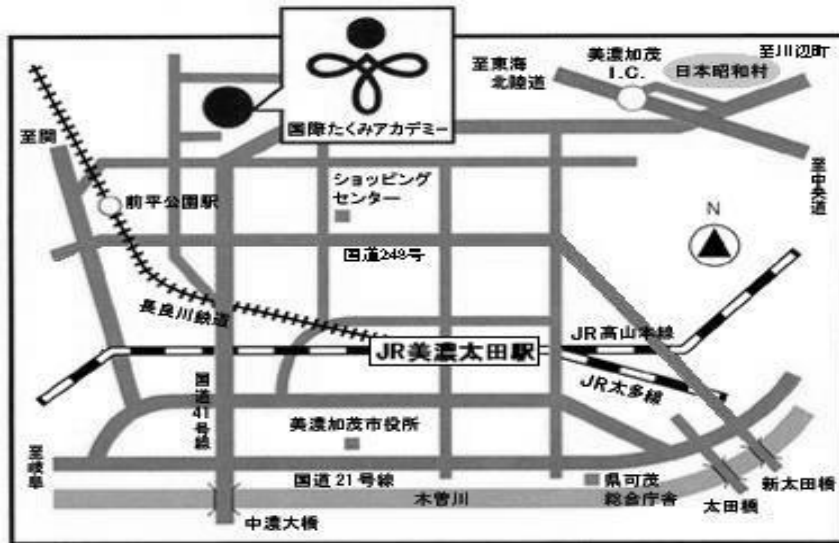 至東海
北陸道
美濃加茂
I.C.
日本昭和村
至川辺町
国際たくみアカデミー
至関
至中央道
前平公園駅
ショッピング
センター
N
国道248号
長良川鉄道
JR美濃太田駅
JR高山本線
JR太多線
国道41号線
美濃加茂市役所
至岐阜
国道21号線
県可茂
総合庁舎
新太田橋
太田橋
木曽川
中濃大橋